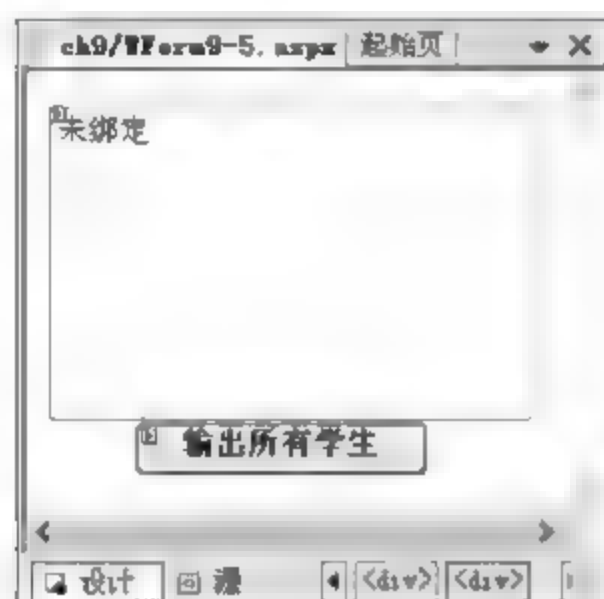 ch9/WForm9-5.aspx 起始页
未绑定
输出所有学生
设计 源 <div> <div>